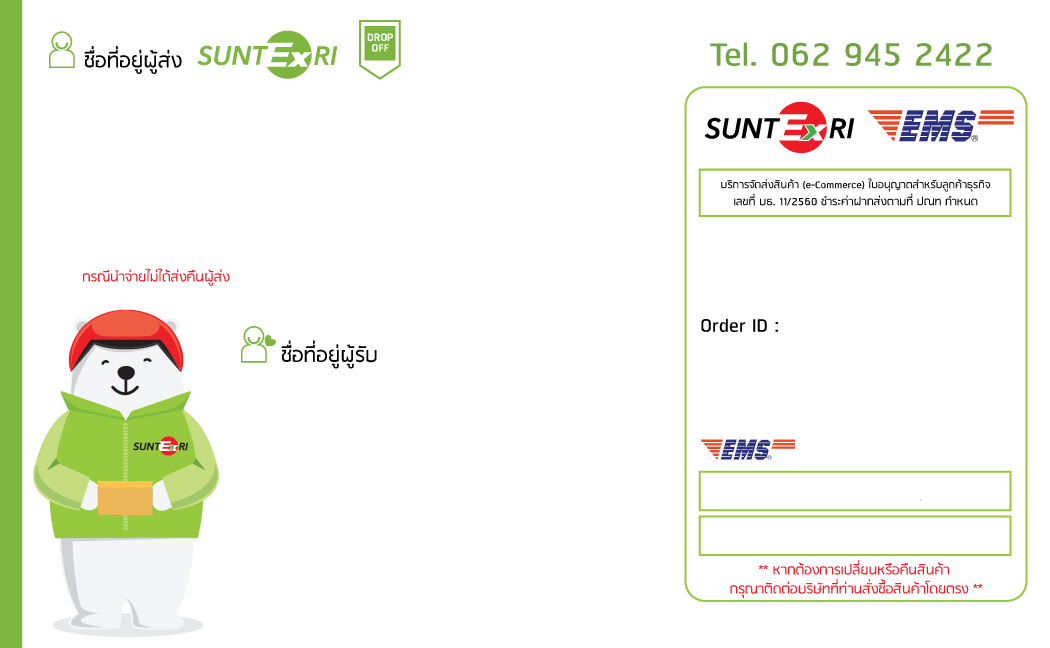 ชื่อที่อยู่ผู้ส่ง
SUNTExRI
DROP
OFF
Tel. 062 945 2422
SUNTExRI
EMS®
บริการจัดส่งสินค้า (e-Commerce) ใบอนุญาตสำหรับลูกค้าธุรกิจ
เลขที่ บธ. 11/2560 ชำระค่าฝากส่งตามที่ ปณท กำหนด
กรณีนำจ่ายไม่ได้ส่งคืนผู้ส่ง
Order ID :
ชื่อที่อยู่ผู้รับ
SUNTExRI
EMS®
** หากต้องการเปลี่ยนหรือคืนสินค้า
กรุณาติดต่อบริษัทที่ท่านสั่งซื้อสินค้าโดยตรง **